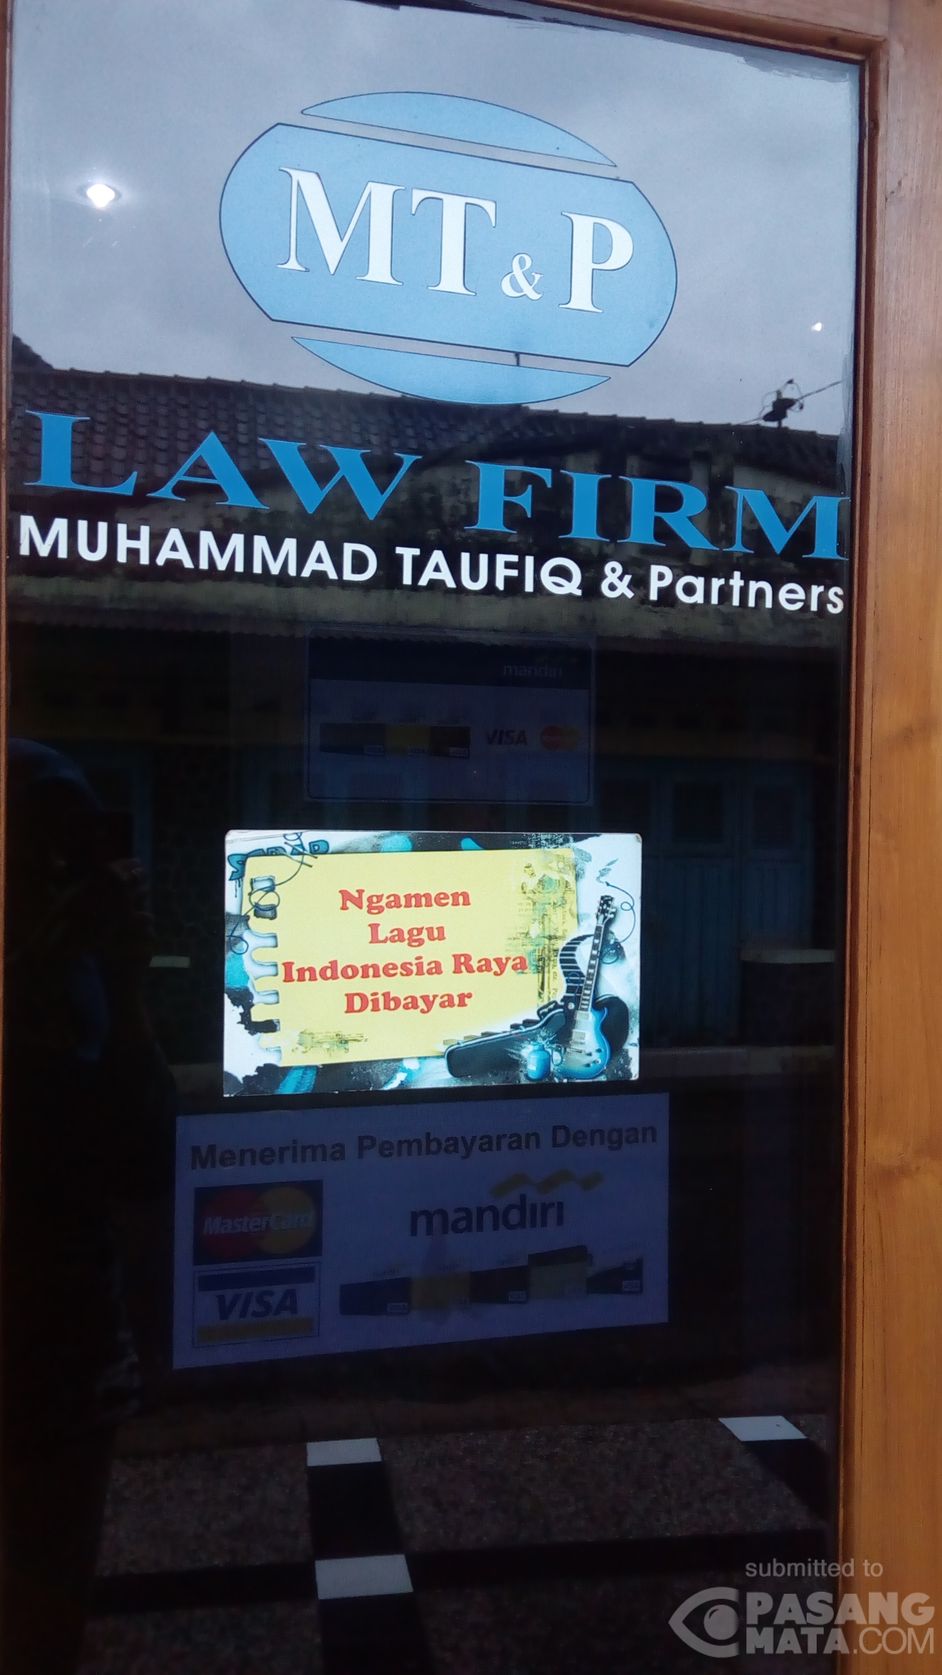 MT&P
LAW FIRM
MUHAMMAD TAUFIQ & Partners
mandiri
VISA
Ngamen
Lagu
Indonesia Raya
Dibayar
Menerima Pembayaran Dengan
MasterCard
mandiri
VISA
submitted to
PASANG
MATA.COM